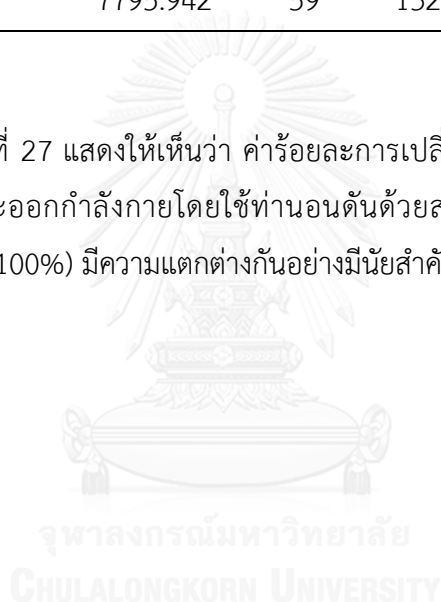 7795.942 59 152
ที่ 27 แสดงให้เห็นว่า ค่าร้อยละการเปลี่
ะออกกำลังกายโดยใช้ท่านอนดันด้วยส
100%) มีความแตกต่างกันอย่างมีนัยสำคั
จุฬาลงกรณ์มหาวิทยาลัย
CHULALONGKORN UNIVERSITY